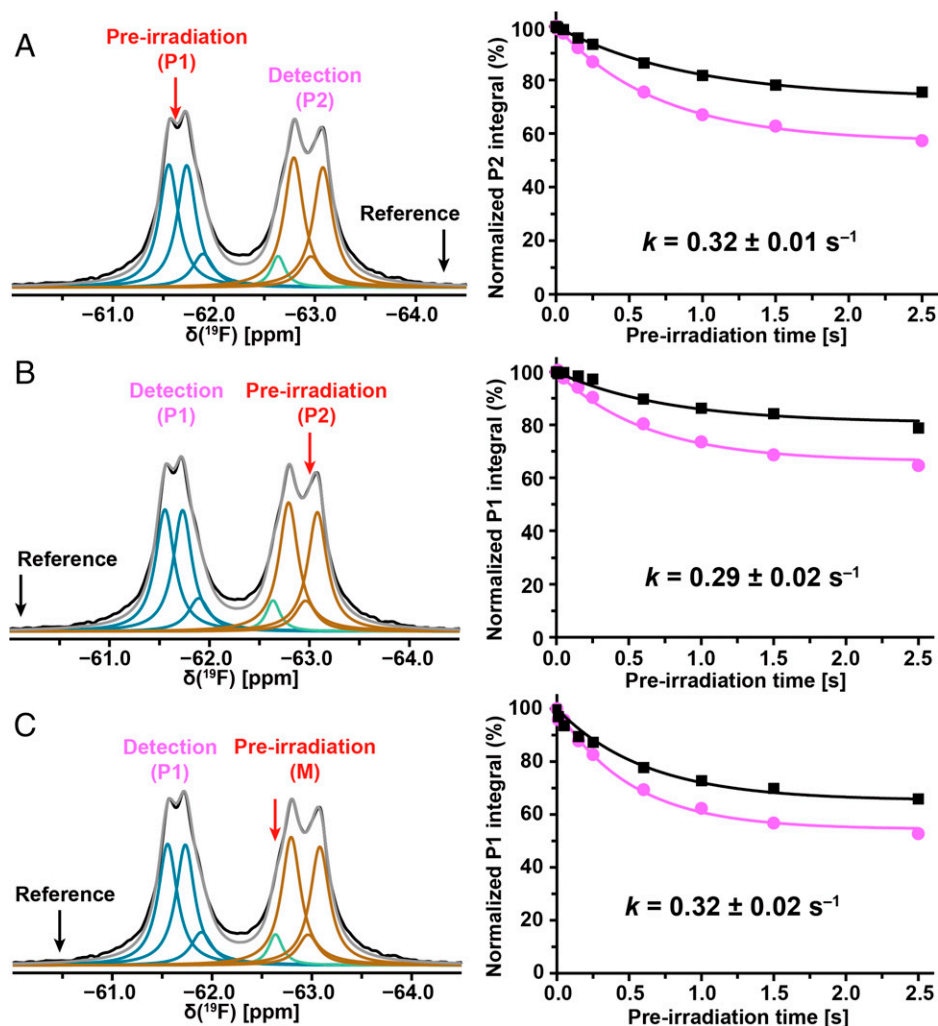 A
Pre-irradiation
(P1)
Detection
(P2)
Reference
−61.0 −62.0 −63.0 −64.0
δ(¹⁹F) [ppm]
Normalized P2 integral (%)
100
80
60
40
20
0
k = 0.32 ± 0.01 s⁻¹
0.0 0.5 1.0 1.5 2.0 2.5
Pre-irradiation time [s]
B
Detection
(P1)
Pre-irradiation
(P2)
Reference
−61.0 −62.0 −63.0 −64.0
δ(¹⁹F) [ppm]
Normalized P1 integral (%)
100
80
60
40
20
0
k = 0.29 ± 0.02 s⁻¹
0.0 0.5 1.0 1.5 2.0 2.5
Pre-irradiation time [s]
C
Detection
(P1)
Pre-irradiation
(M)
Reference
−61.0 −62.0 −63.0 −64.0
δ(¹⁹F) [ppm]
Normalized P1 integral (%)
100
80
60
40
20
0
k = 0.32 ± 0.02 s⁻¹
0.0 0.5 1.0 1.5 2.0 2.5
Pre-irradiation time [s]